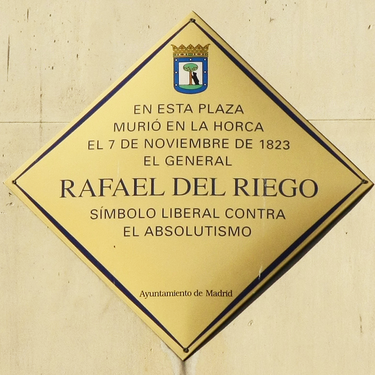 EN ESTA PLAZA
MURIÓ EN LA HORCA
EL 7 DE NOVIEMBRE DE 1823
EL GENERAL
RAFAEL DEL RIEGO
SÍMBOLO LIBERAL CONTRA
EL ABSOLUTISMO
Ayuntamiento de Madrid